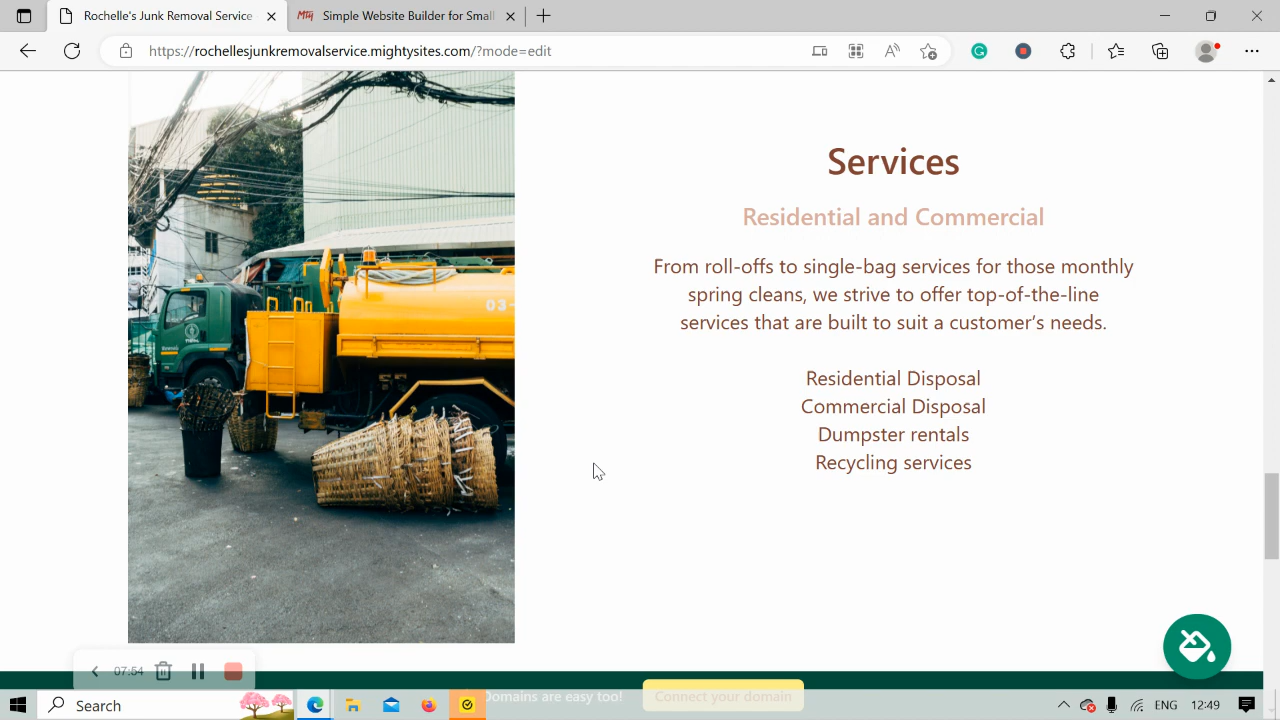 Rochelle's Junk Removal
Simple Website Builder for Small
https://rochellesjunkremovalservice.mightysites.com/?mode=edit
Services
Residential and Commercial
From roll-offs to single-bag services for those monthly
spring cleans, we strive to offer top-of-the-line
services that are built to suit a customer's needs.
Residential Disposal
Commercial Disposal
Dumpster rentals
Recycling services
03-
07:54
Domains are easy too!
Connect your domain
Search
ENG
12:49